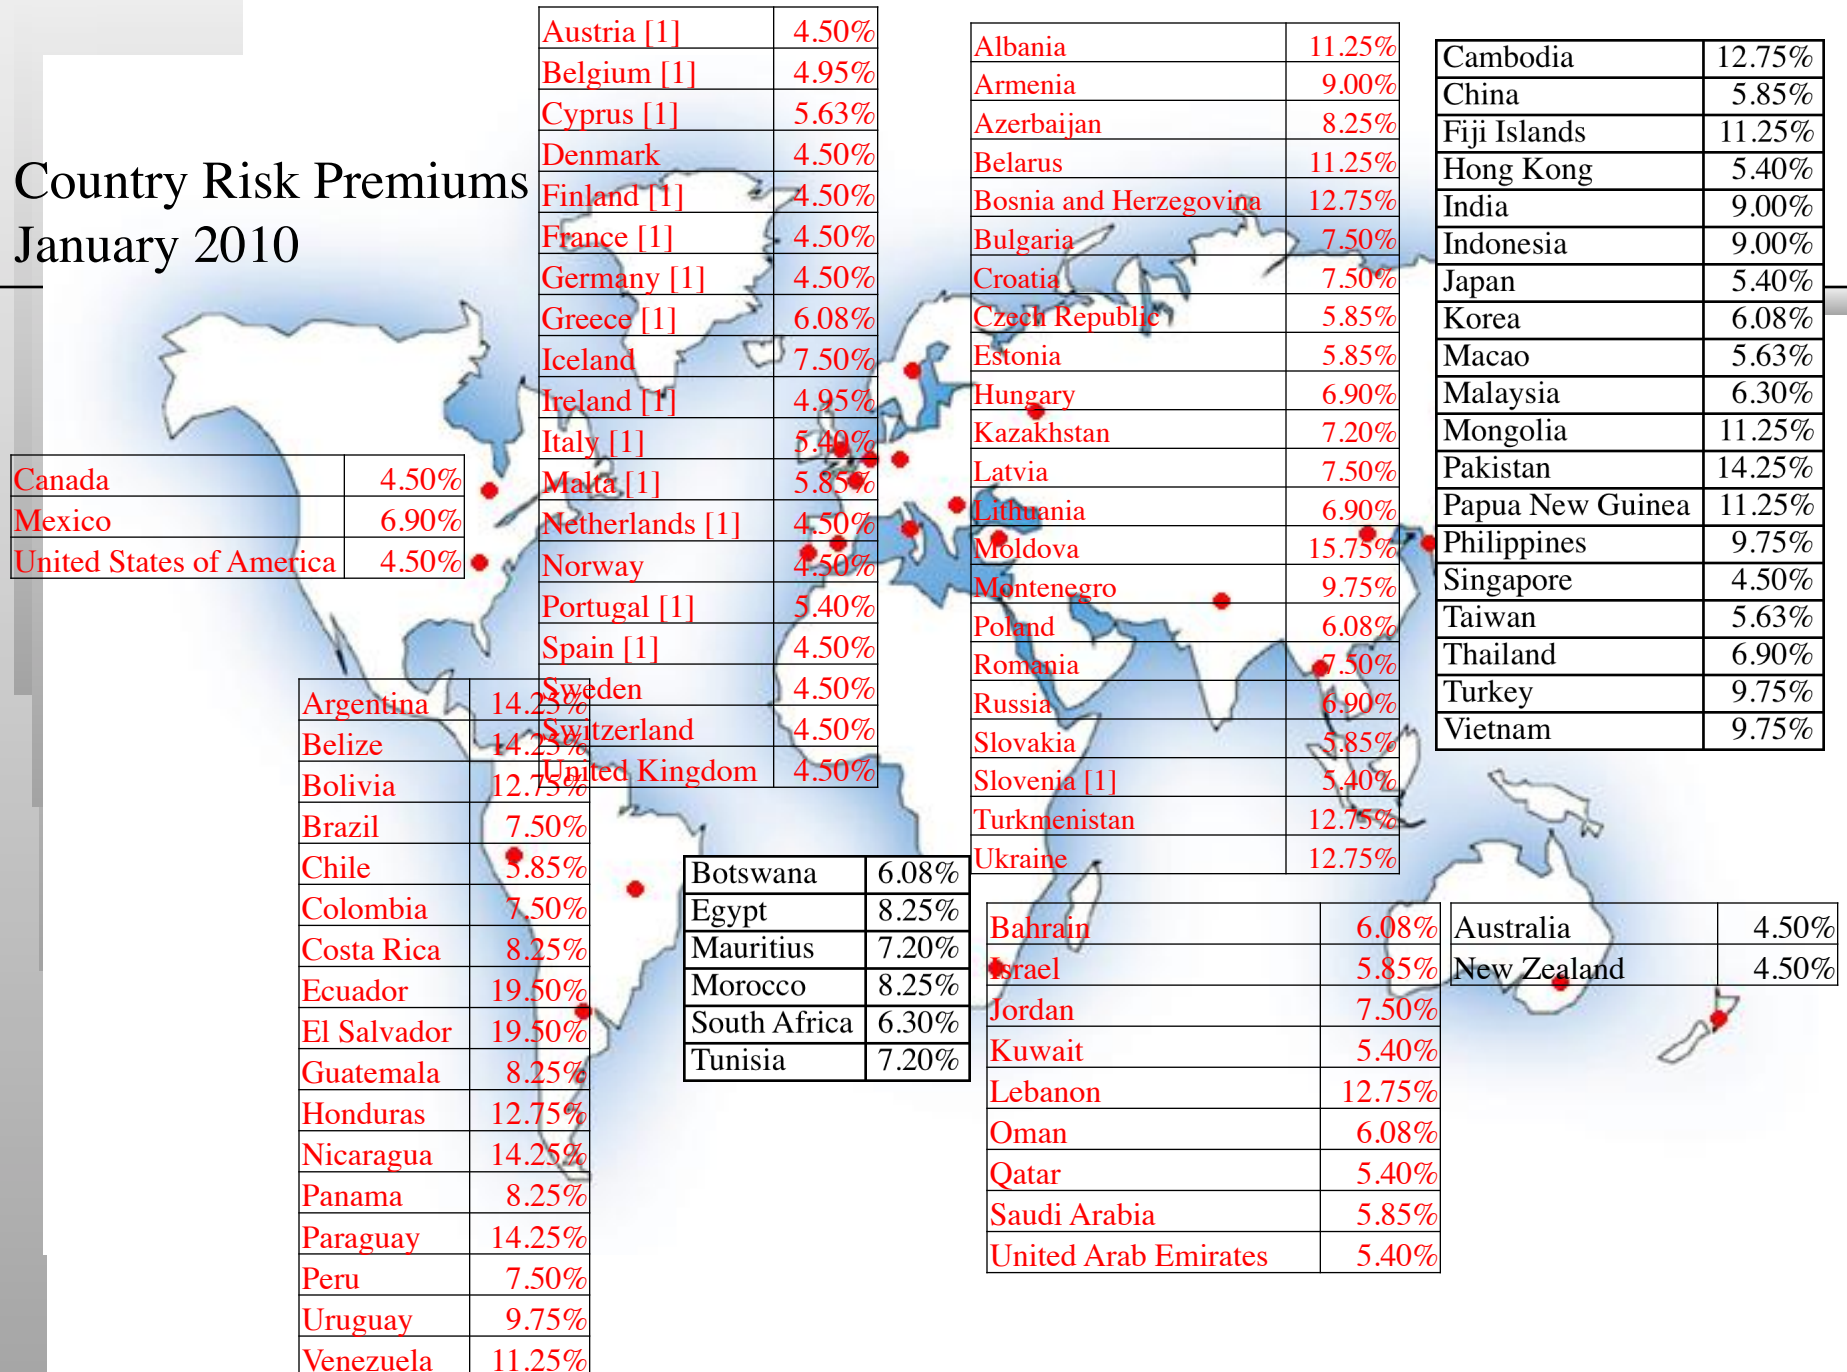 Country Risk Premiums
January 2010
Canada 4.50%
Mexico 6.90%
United States of America 4.50%
Argentina 14.25%
Belize 14.25%
Bolivia 12.75%
Brazil 7.50%
Chile 5.85%
Colombia 7.50%
Costa Rica 8.25%
Ecuador 19.50%
El Salvador 19.50%
Guatemala 8.25%
Honduras 12.75%
Nicaragua 14.25%
Panama 8.25%
Paraguay 14.25%
Peru 7.50%
Uruguay 9.75%
Venezuela 11.25%
Austria [1] 4.50%
Belgium [1] 4.95%
Cyprus [1] 5.63%
Denmark 4.50%
Finland [1] 4.50%
France [1] 4.50%
Germany [1] 4.50%
Greece [1] 6.08%
Iceland 7.50%
Ireland [1] 4.95%
Italy [1] 5.40%
Malta [1] 5.85%
Netherlands [1] 4.50%
Norway 4.50%
Portugal [1] 5.40%
Spain [1] 4.50%
Sweden 4.50%
Switzerland 4.50%
United Kingdom 4.50%
Botswana 6.08%
Egypt 8.25%
Mauritius 7.20%
Morocco 8.25%
South Africa 6.30%
Tunisia 7.20%
Albania 11.25%
Armenia 9.00%
Azerbaijan 8.25%
Belarus 11.25%
Bosnia and Herzegovina 12.75%
Bulgaria 7.50%
Croatia 7.50%
Czech Republic 5.85%
Estonia 5.85%
Hungary 6.90%
Kazakhstan 7.20%
Latvia 7.50%
Lithuania 6.90%
Moldova 15.75%
Montenegro 9.75%
Poland 6.08%
Romania 7.50%
Russia 6.90%
Slovakia 5.85%
Slovenia [1] 5.40%
Turkmenistan 12.75%
Ukraine 12.75%
Bahrain 6.08%
Israel 5.85%
Jordan 7.50%
Kuwait 5.40%
Lebanon 12.75%
Oman 6.08%
Qatar 5.40%
Saudi Arabia 5.85%
United Arab Emirates 5.40%
Cambodia 12.75%
China 5.85%
Fiji Islands 11.25%
Hong Kong 5.40%
India 9.00%
Indonesia 9.00%
Japan 5.40%
Korea 6.08%
Macao 5.63%
Malaysia 6.30%
Mongolia 11.25%
Pakistan 14.25%
Papua New Guinea 11.25%
Philippines 9.75%
Singapore 4.50%
Taiwan 5.63%
Thailand 6.90%
Turkey 9.75%
Vietnam 9.75%
Australia 4.50%
New Zealand 4.50%